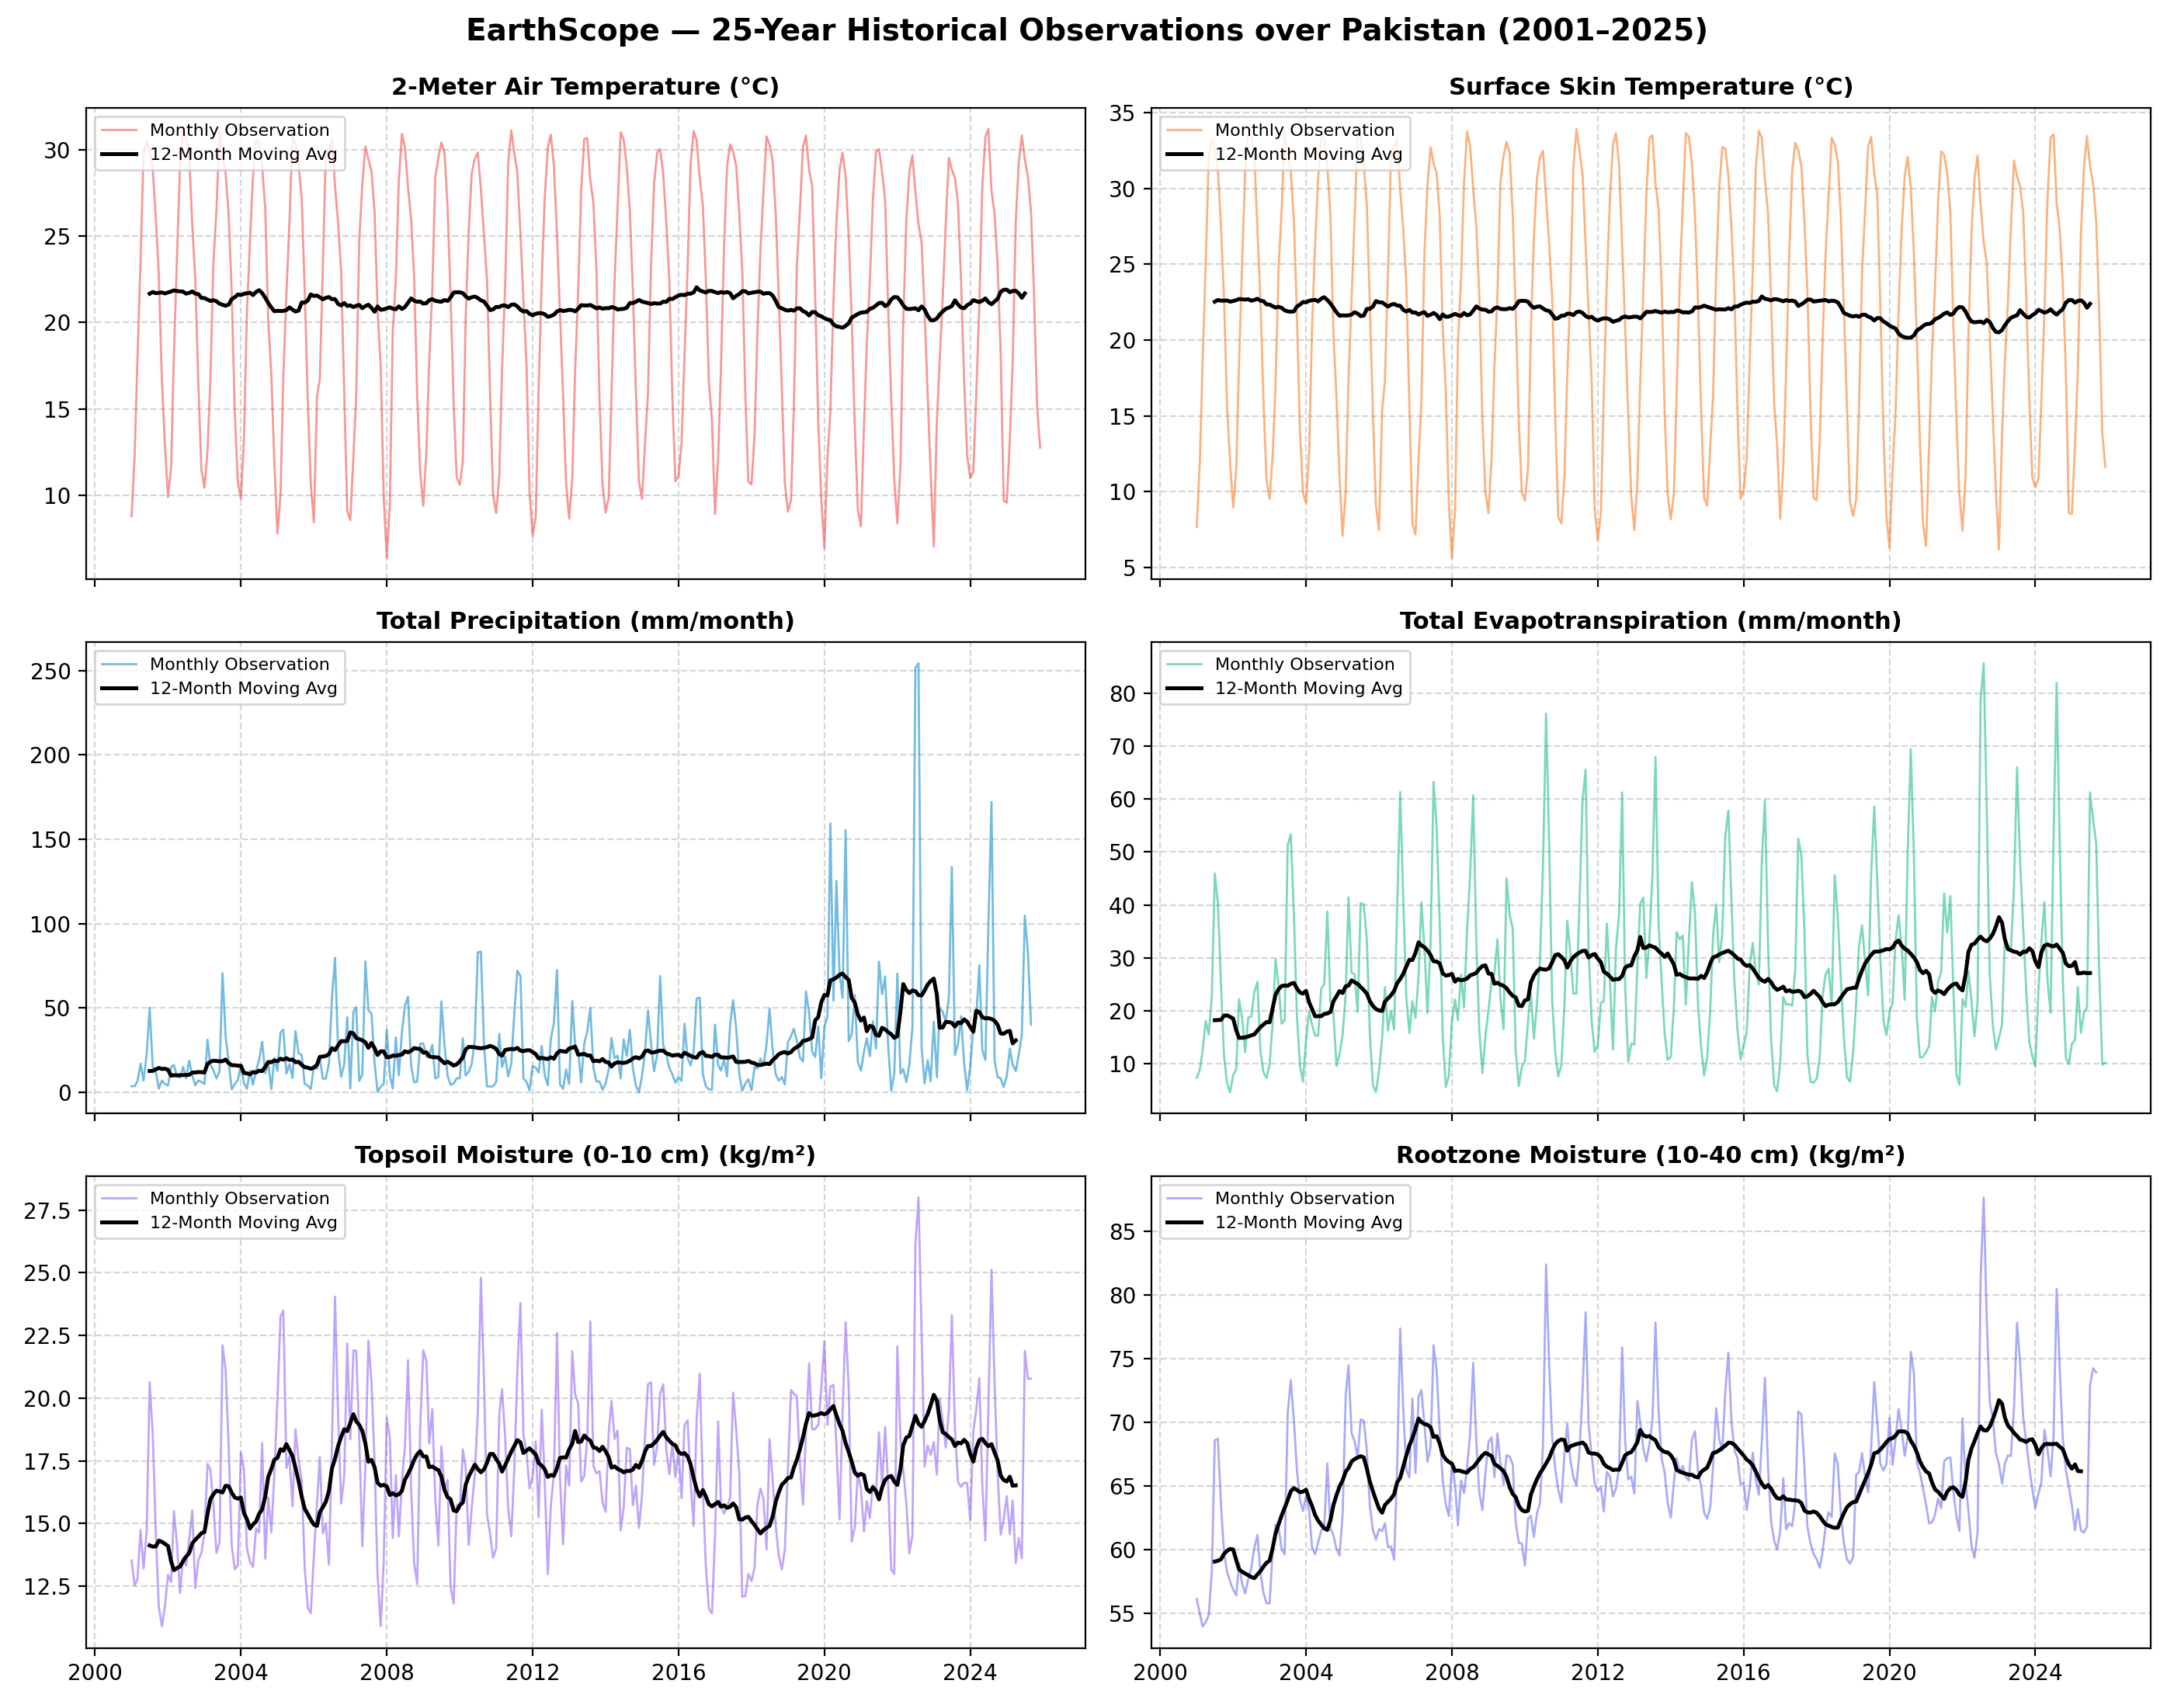 EarthScope — 25-Year Historical Observations over Pakistan (2001–2025)
2-Meter Air Temperature (°C)
Monthly Observation
12-Month Moving Avg
30
25
20
15
10
Surface Skin Temperature (°C)
Monthly Observation
12-Month Moving Avg
35
30
25
20
15
10
5
Total Precipitation (mm/month)
Monthly Observation
12-Month Moving Avg
250
200
150
100
50
0
Total Evapotranspiration (mm/month)
Monthly Observation
12-Month Moving Avg
80
70
60
50
40
30
20
10
Topsoil Moisture (0-10 cm) (kg/m²)
Monthly Observation
12-Month Moving Avg
27.5
25.0
22.5
20.0
17.5
15.0
12.5
2000 2004 2008 2012 2016 2020 2024
Rootzone Moisture (10-40 cm) (kg/m²)
Monthly Observation
12-Month Moving Avg
85
80
75
70
65
60
55
2000 2004 2008 2012 2016 2020 2024